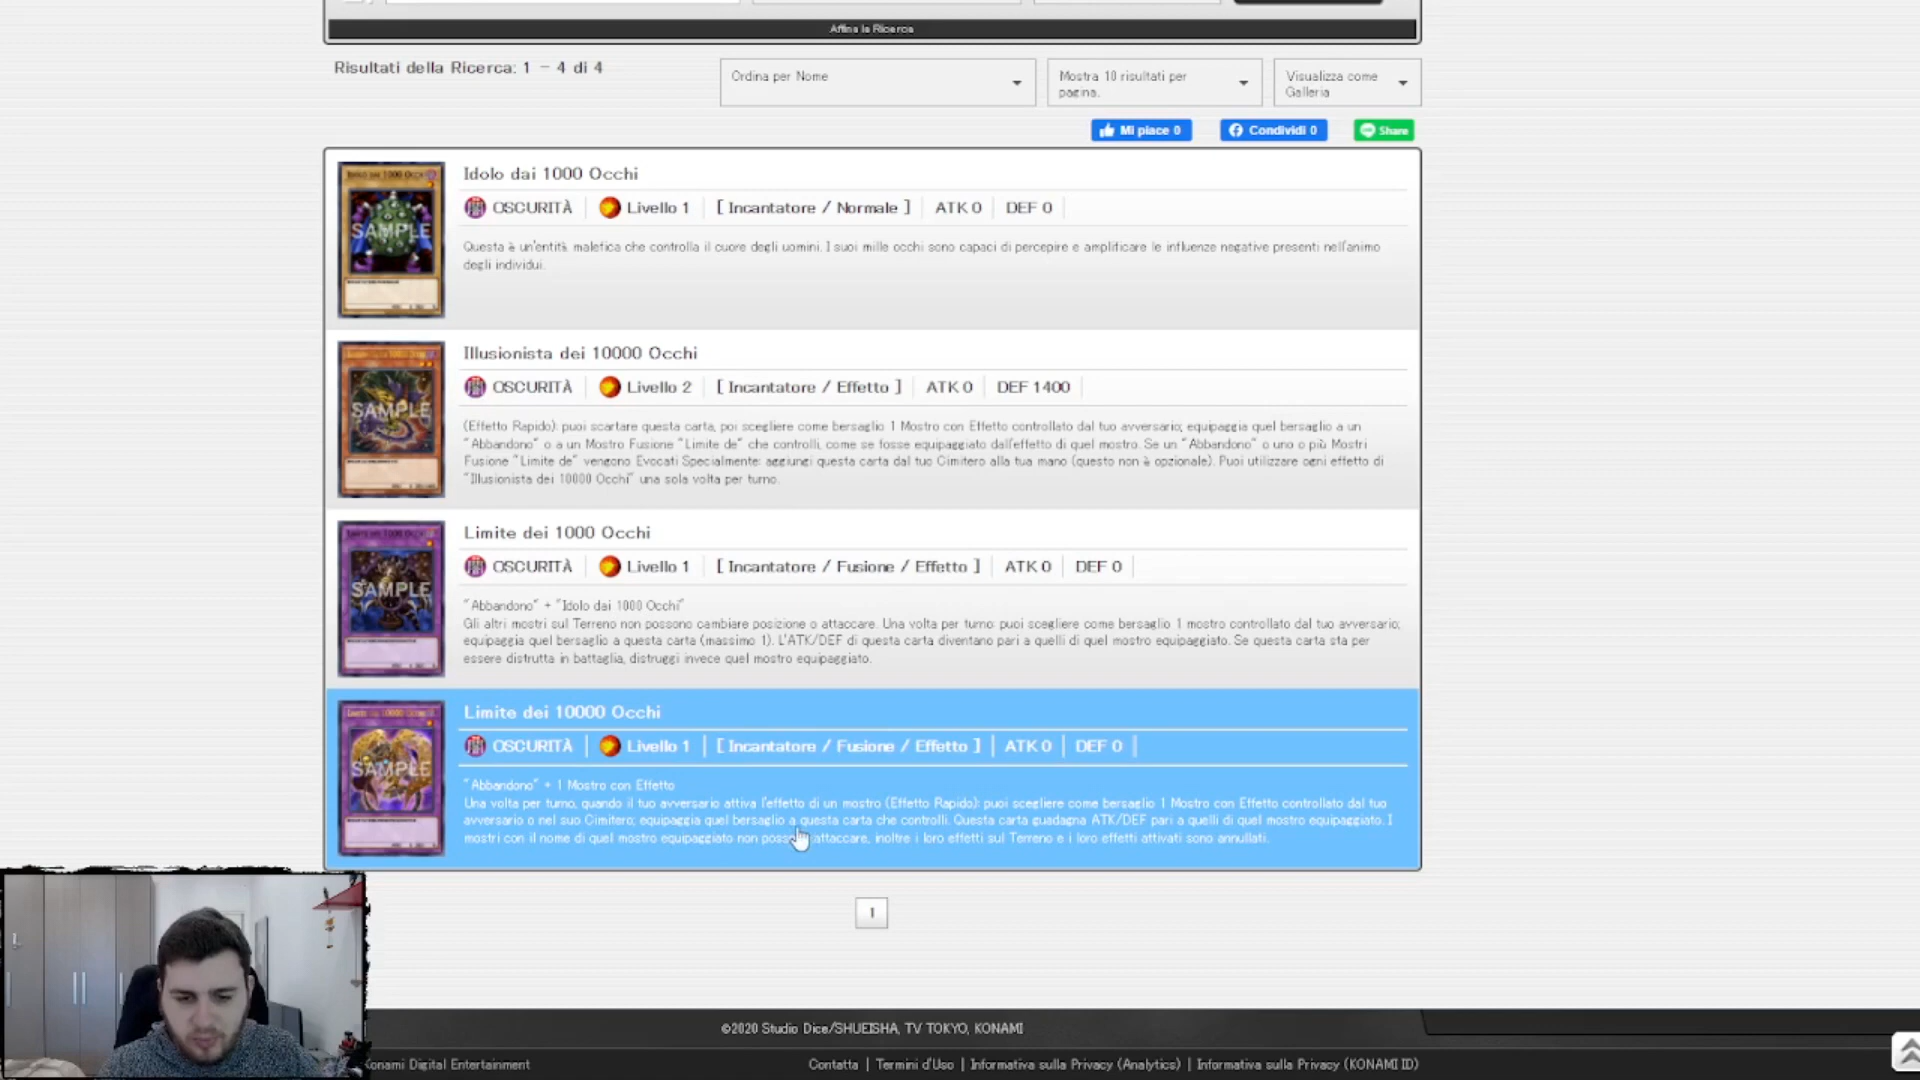 Affina la Ricerca
Risultati della Ricerca: 1 - 4 di 4
Ordina per Nome
Mostra 10 risultati per
pagina.
Visualizza come
Galleria
Mi piace 0
Condividi 0
Share
SAMPLE
Idolo dai 1000 Occhi
OSCURITÀ
Livello 1
[ Incantatore / Normale ]
ATK 0
DEF 0
Questa è un'entità malefica che controlla il cuore degli uomini. I suoi mille occhi sono capaci di percepire e amplificare le influenze negative presenti nell'animo
degli individui.
SAMPLE
Illusionista dei 10000 Occhi
OSCURITÀ
Livello 2
[ Incantatore / Effetto ]
ATK 0
DEF 1400
(Effetto Rapido): puoi scartare questa carta, poi scegliere come bersaglio 1 Mostro con Effetto controllato dal tuo avversario; equipaggia quel bersaglio a un
"Abbandono" o a un Mostro Fusione "Limite de" che controlli, come se fosse equipaggiato dall'effetto di quel mostro. Se un "Abbandono" o uno o più Mostri
Fusione "Limite de" vengono Evocati Specialmente: aggiungi questa carta dal tuo Cimitero alla tua mano (questo non è opzionale). Puoi utilizzare ogni effetto di
"Illusionista dei 10000 Occhi" una sola volta per turno.
SAMPLE
Limite dei 1000 Occhi
OSCURITÀ
Livello 1
[ Incantatore / Fusione / Effetto ]
ATK 0
DEF 0
"Abbandono" + "Idolo dai 1000 Occhi"
Gli altri mostri sul Terreno non possono cambiare posizione o attaccare. Una volta per turno: puoi scegliere come bersaglio 1 mostro controllato dal tuo avversario;
equipaggia quel bersaglio a questa carta (massimo 1). L'ATK/DEF di questa carta diventano pari a quelli di quel mostro equipaggiato. Se questa carta sta per
essere distrutta in battaglia, distruggi invece quel mostro equipaggiato.
SAMPLE
Limite dei 10000 Occhi
OSCURITÀ
Livello 1
[ Incantatore / Fusione / Effetto ]
ATK 0
DEF 0
"Abbandono" + 1 Mostro con Effetto
Una volta per turno, quando il tuo avversario attiva l'effetto di un mostro (Effetto Rapido): puoi scegliere come bersaglio 1 Mostro con Effetto controllato dal tuo
avversario o nel suo Cimitero; equipaggia quel bersaglio a questa carta che controlli. Questa carta guadagna ATK/DEF pari a quelli di quel mostro equipaggiato. I
mostri con il nome di quel mostro equipaggiato non attaccare, inoltre i loro effetti sul Terreno e i loro effetti attivati sono annullati.
1
©2020 Studio Dice/SHUEISHA, TV TOKYO, KONAMI
Konami Digital Entertainment
Contatta | Termini d'Uso | Informativa sulla Privacy (Analytics) | Informativa sulla Privacy (KONAMI ID)